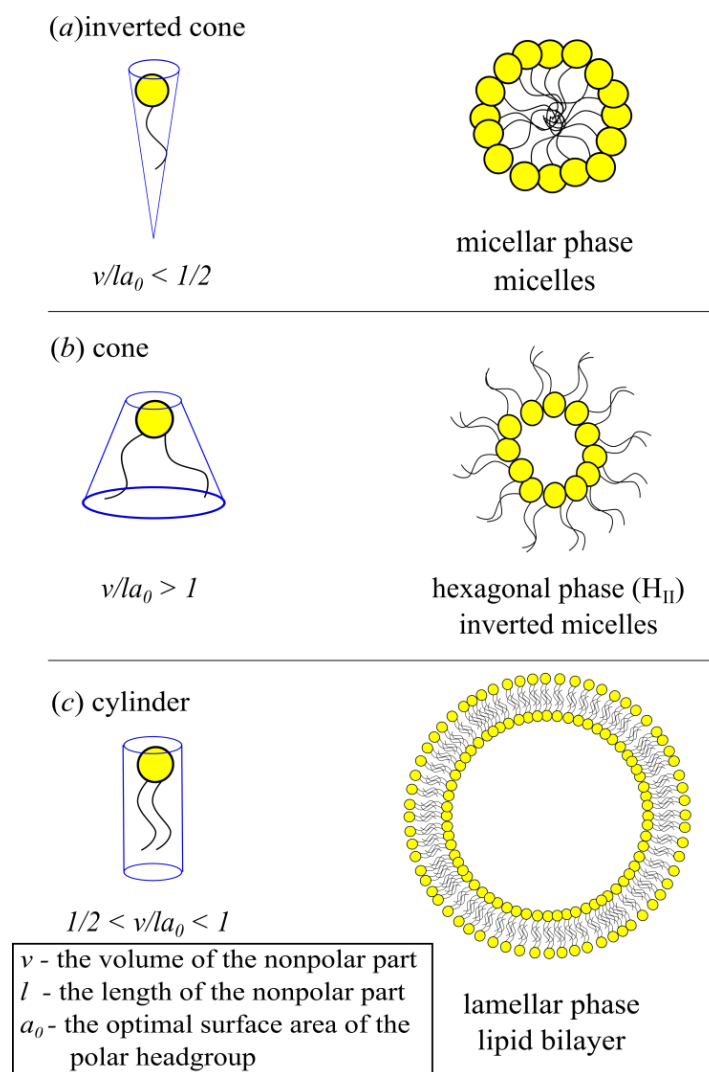 (a)inverted cone
v/la₀ < 1/2
micellar phase
micelles
(b) cone
v/la₀ > 1
hexagonal phase (H_II)
inverted micelles
(c) cylinder
1/2 < v/la₀ < 1
v - the volume of the nonpolar part
l - the length of the nonpolar part
a₀ - the optimal surface area of the
polar headgroup
lamellar phase
lipid bilayer